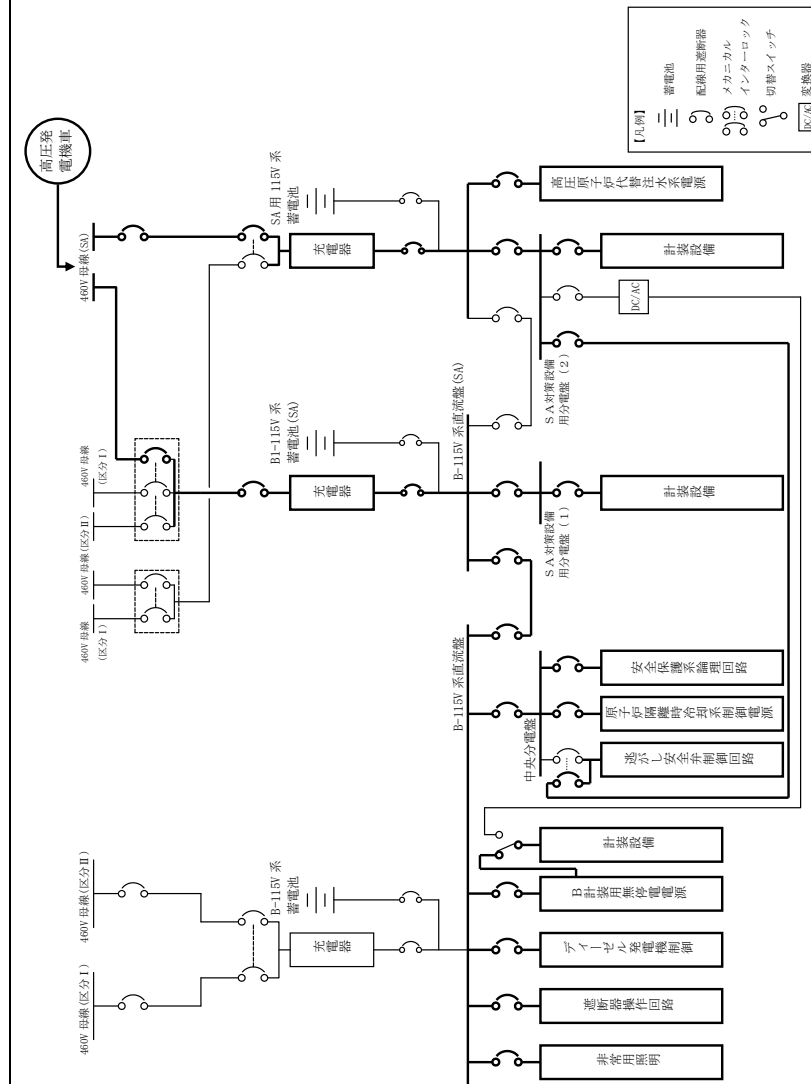 高圧発
電機車
460V 母線(SA)
460V 母線
(区分Ⅰ)
460V 母線(区分Ⅱ)
460V 母線
460V 母線
(区分Ⅰ)
460V 母線(区分Ⅱ)
460V 母線(区分Ⅰ)
SA 用 115V 系
蓄電池
充電器
B1-115V 系
蓄電池(SA)
充電器
B-115V 系
蓄電池
充電器
B-115V 系直流盤(SA)
B-115V 系直流盤
SA対策設備
用分電盤(2)
SA対策設備
用分電盤(1)
中央分電盤
高圧原子炉代替注水系電源
計装設備
DC/AC
計装設備
安全保護系論理回路
原子炉隔離時冷却系制御電源
逃がし安全弁制御回路
計装設備
B計装用無停電電源
ディーゼル発電機制御
遮断器操作回路
非常用照明
【凡例】
蓄電池
配線用遮断器
メカニカル
インターロック
切替スイッチ
DC/AC
変換器